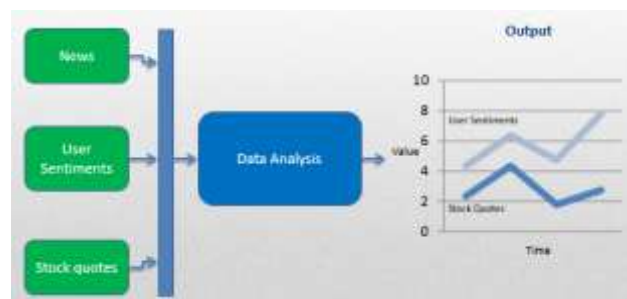 News
User
Sentiments
Stock quotes
Data Analysis
Output
10
8
6
4
2
0
Value
User Sentiments
Stock Quotes
Time